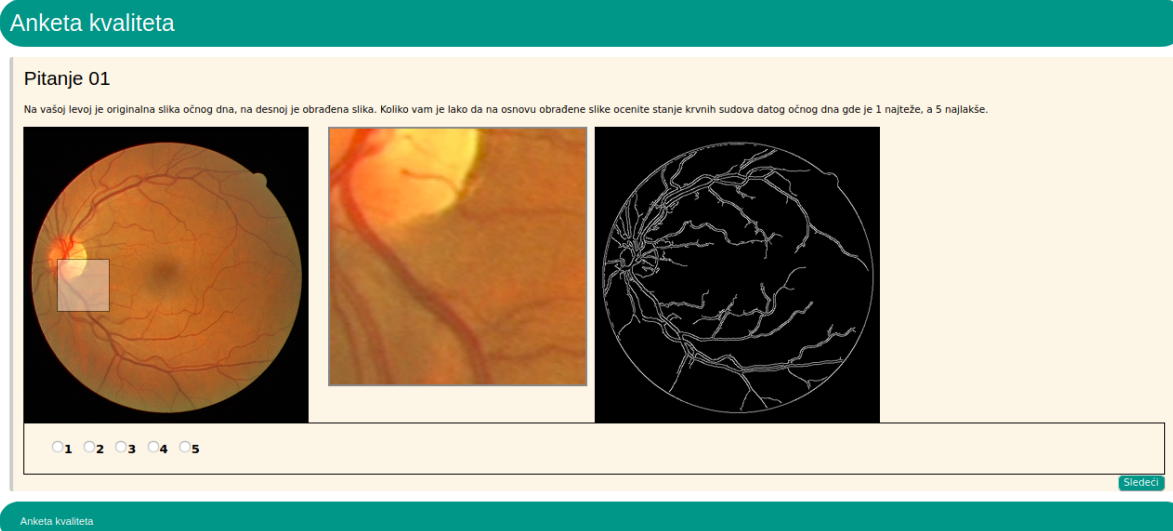 Anketa kvaliteta
Pitanje 01
Na vašoj levoj je originalna slika očnog dna, na desnoj je obrađena slika. Koliko vam je lako da na osnovu obrađene slike ocenite stanje krvnih sudova datog očnog dna gde je 1 najteže, a 5 najlakše.
1 2 3 4 5
Sledeći
Anketa kvaliteta